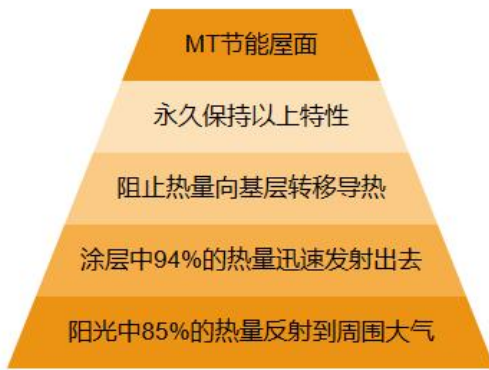 MT节能屋面
永久保持以上特性
阻止热量向基层转移导热
涂层中94%的热量迅速发射出去
阳光中85%的热量反射到周围大气